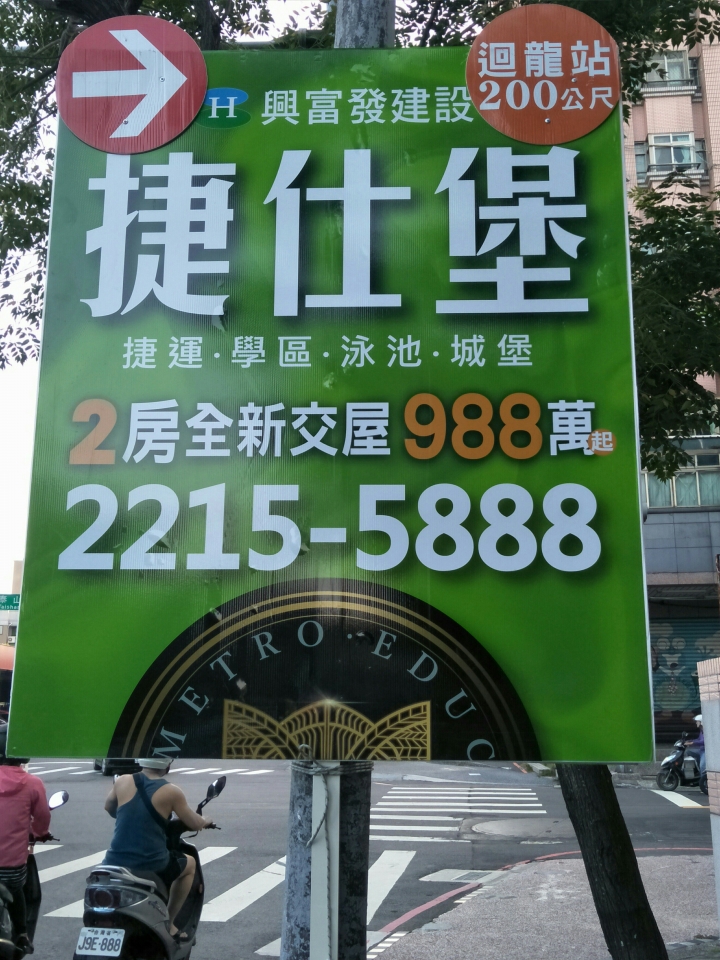 迴龍站
200公尺
H 興富發建設
捷仕堡
捷運·學區·泳池·城堡
2房全新交屋988萬起
2215-5888
METRO··EDUC
J9E-888